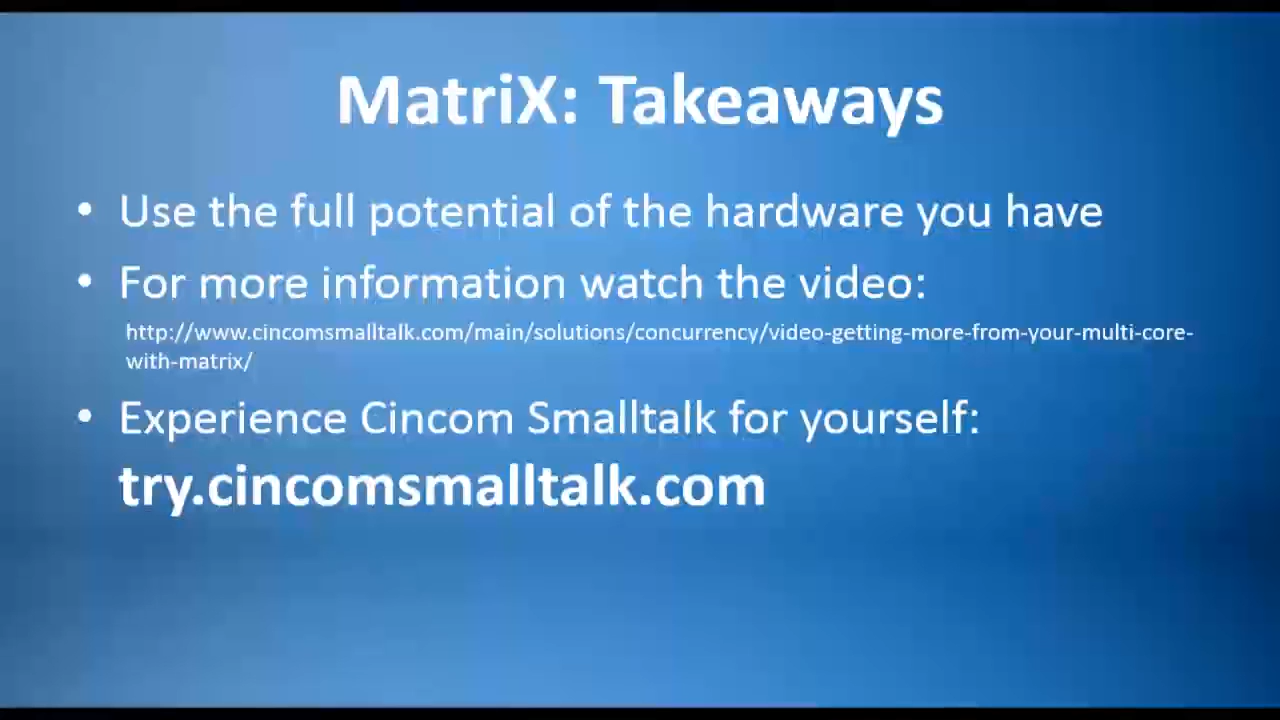 MatriX: Takeaways
• Use the full potential of the hardware you have
• For more information watch the video:
http://www.cincomsmalltalk.com/main/solutions/concurrency/video-getting-more-from-your-multi-core-
with-matrix/
• Experience Cincom Smalltalk for yourself:
try.cincomsmalltalk.com